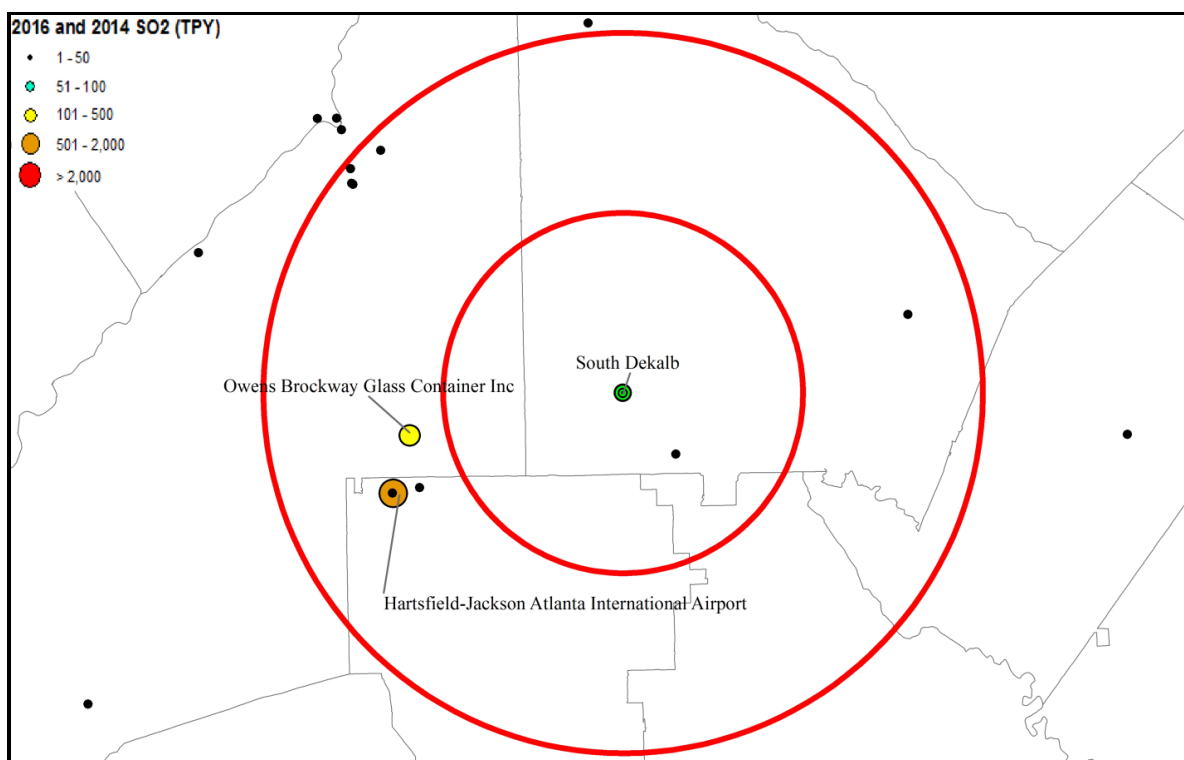 2016 and 2014 SO2 (TPY)
1 - 50
51 - 100
101 - 500
501 - 2,000
> 2,000
South Dekalb
Owens Brockway Glass Container Inc
Hartsfield-Jackson Atlanta International Airport